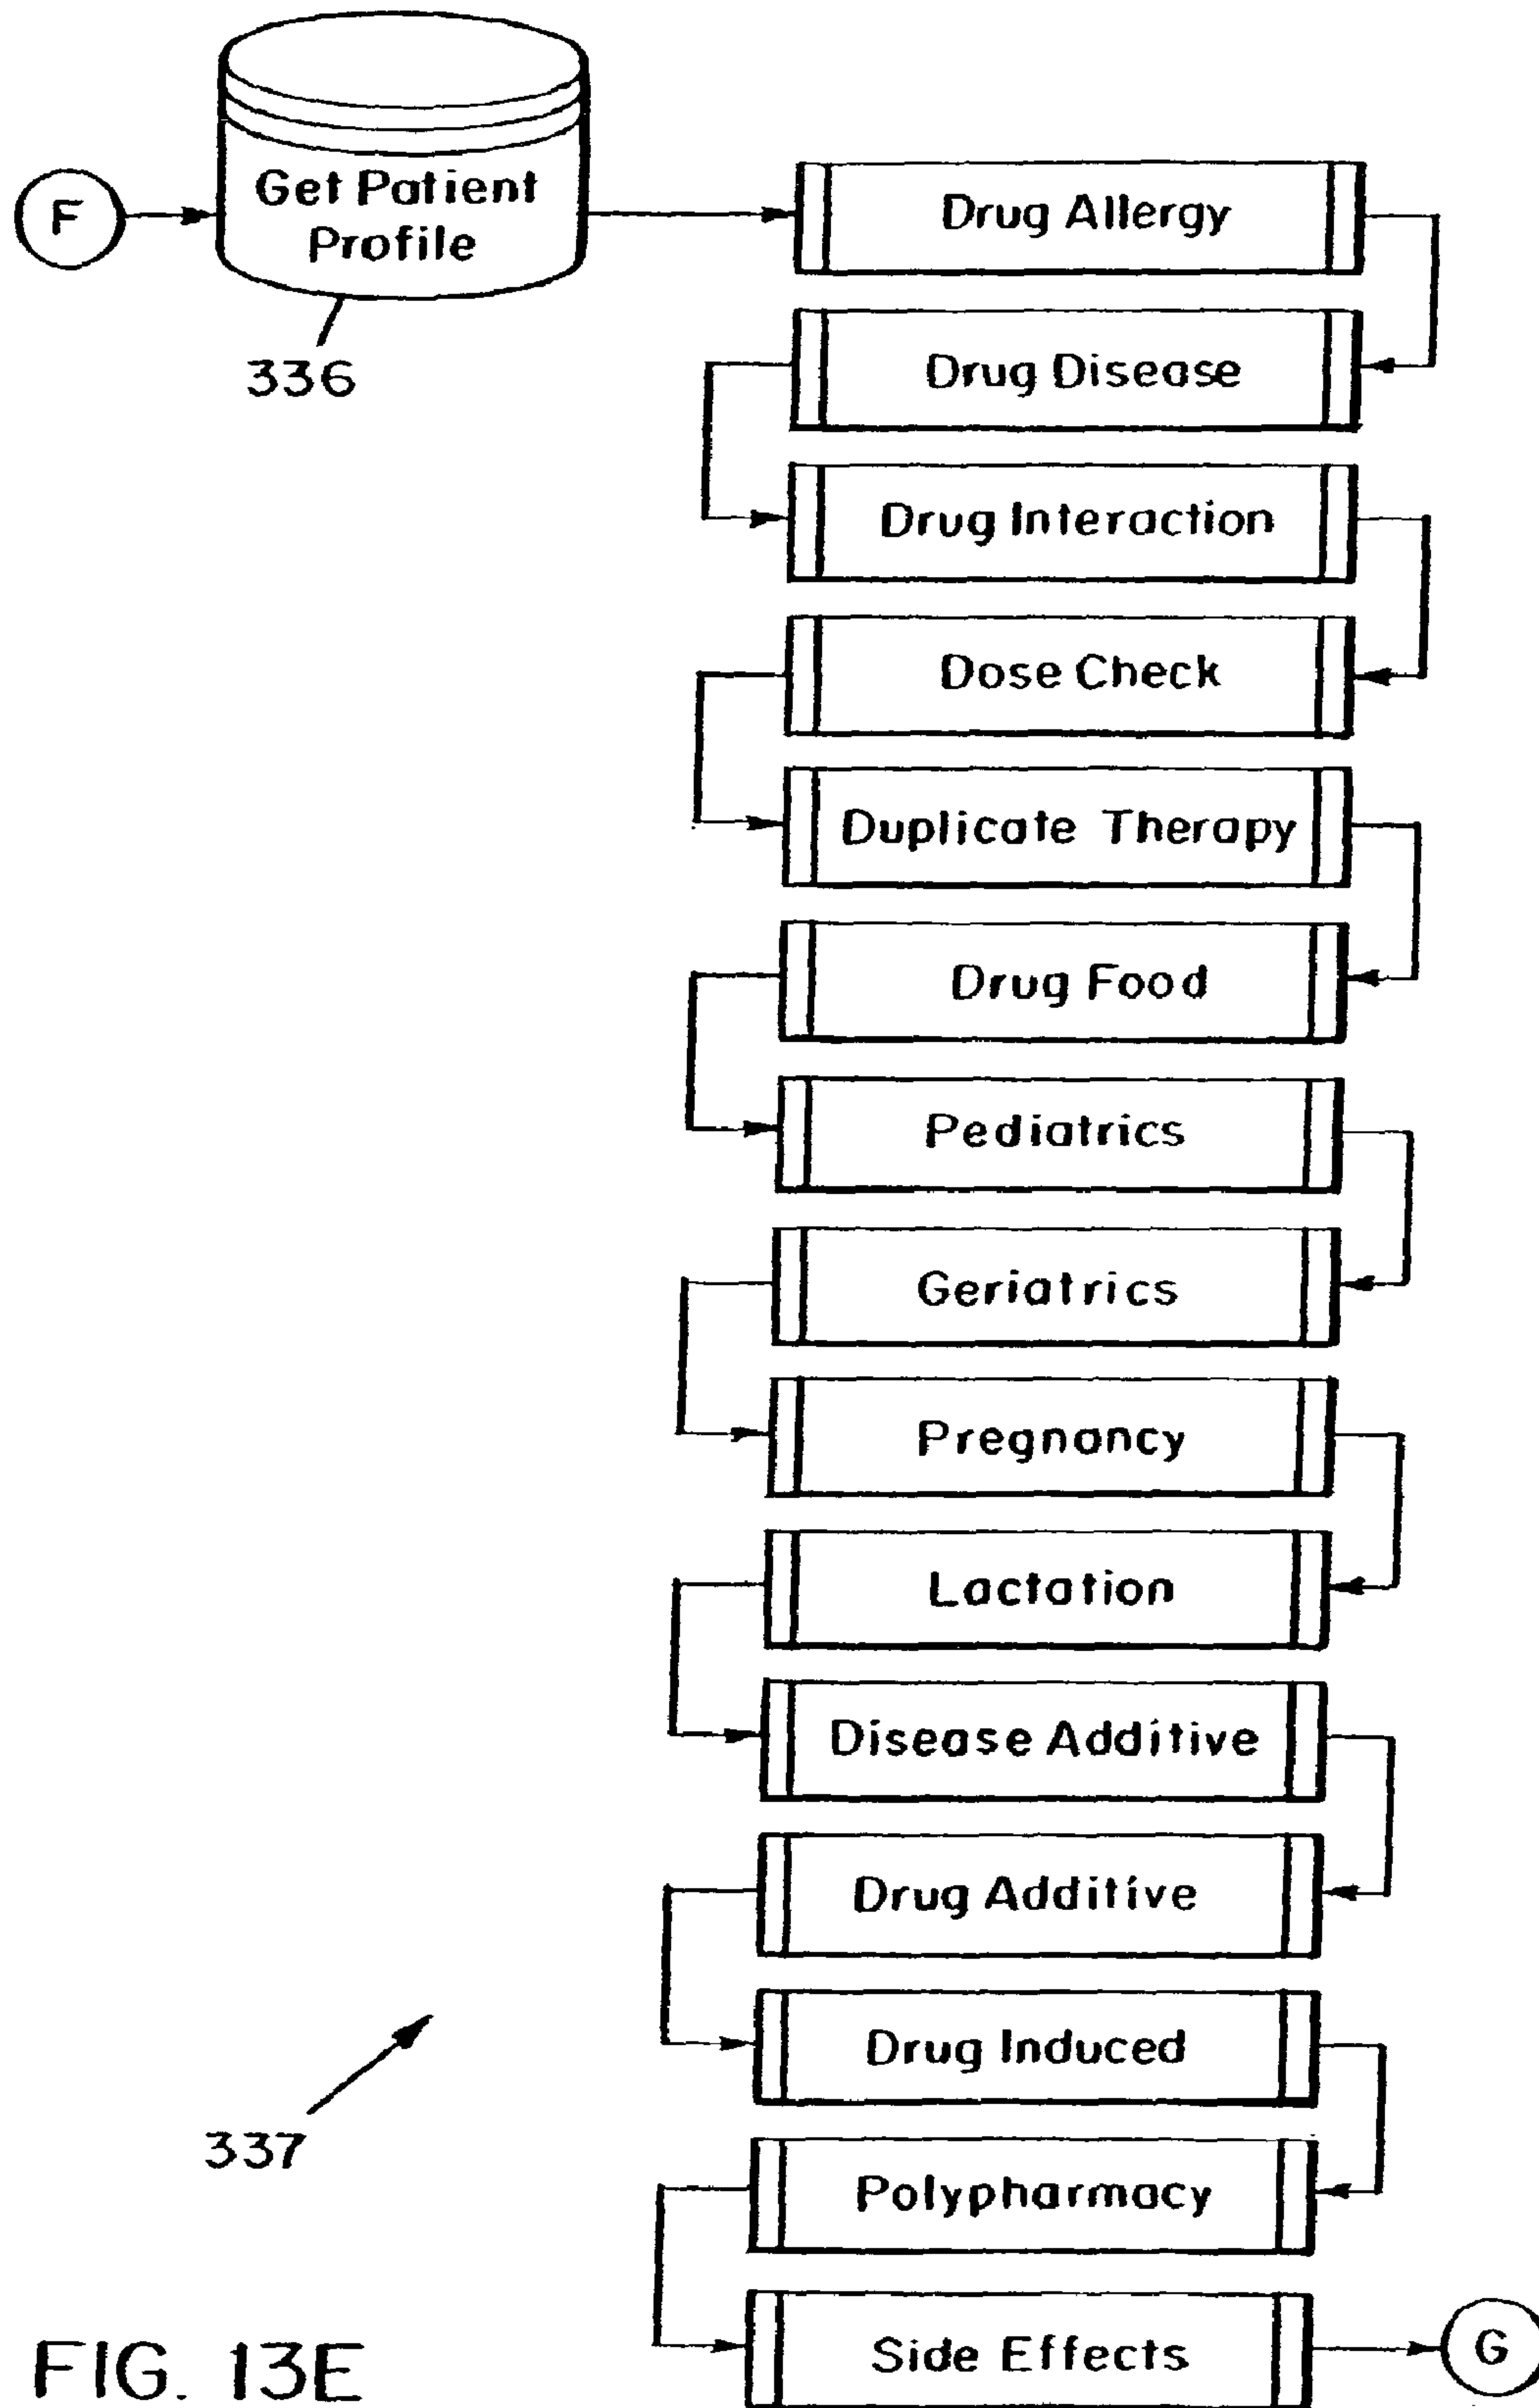 F
Get Patient
Profile
336
Drug Allergy
Drug Disease
Drug Interaction
Dose Check
Duplicate Therapy
Drug Food
Pediatrics
Geriatrics
Pregnancy
Lactation
Disease Additive
Drug Additive
Drug Induced
337
Polypharmacy
Side Effects
G
FIG. 13E